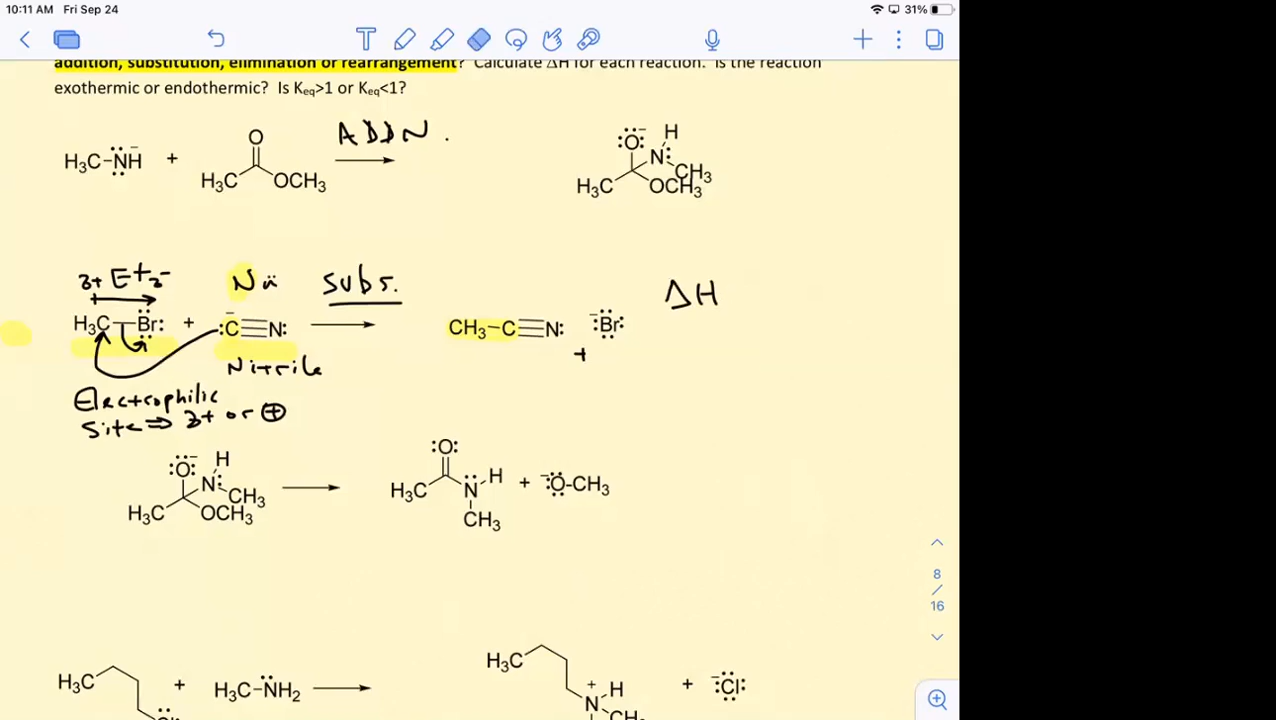 10:11 AM Fri Sep 24 31%
addition, substitution, elimination or rearrangement? Calculate ΔH for each reaction. Is the reaction
exothermic or endothermic? Is Keq>1 or Keq<1?
ADDN.
H₃C-NH⁻ + O H₃C OCH₃ :O:⁻ H N: CH₃ H₃C OCH₃
δ+ Et δ- Nü Subs. ΔH
H₃C-Br: + :C⁻≡N: CH₃-C≡N: + ⁻:Br:
Nitrile
Electrophilic
Site ⇒ δ+ or ⊕
:O:⁻ H N: CH₃ H₃C OCH₃ :O: H₃C N H CH₃ + ⁻:O-CH₃
8
/
16
H₃C + H₃C-NH₂ H₃C N⁺ H + ⁻:Cl: